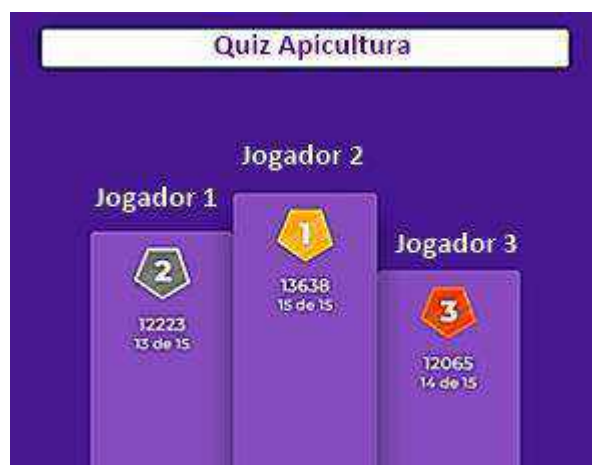 Quiz Apicultura
Jogador 2
1
13638
15 de 15
Jogador 1
2
12223
13 de 15
Jogador 3
3
12065
14 de 15